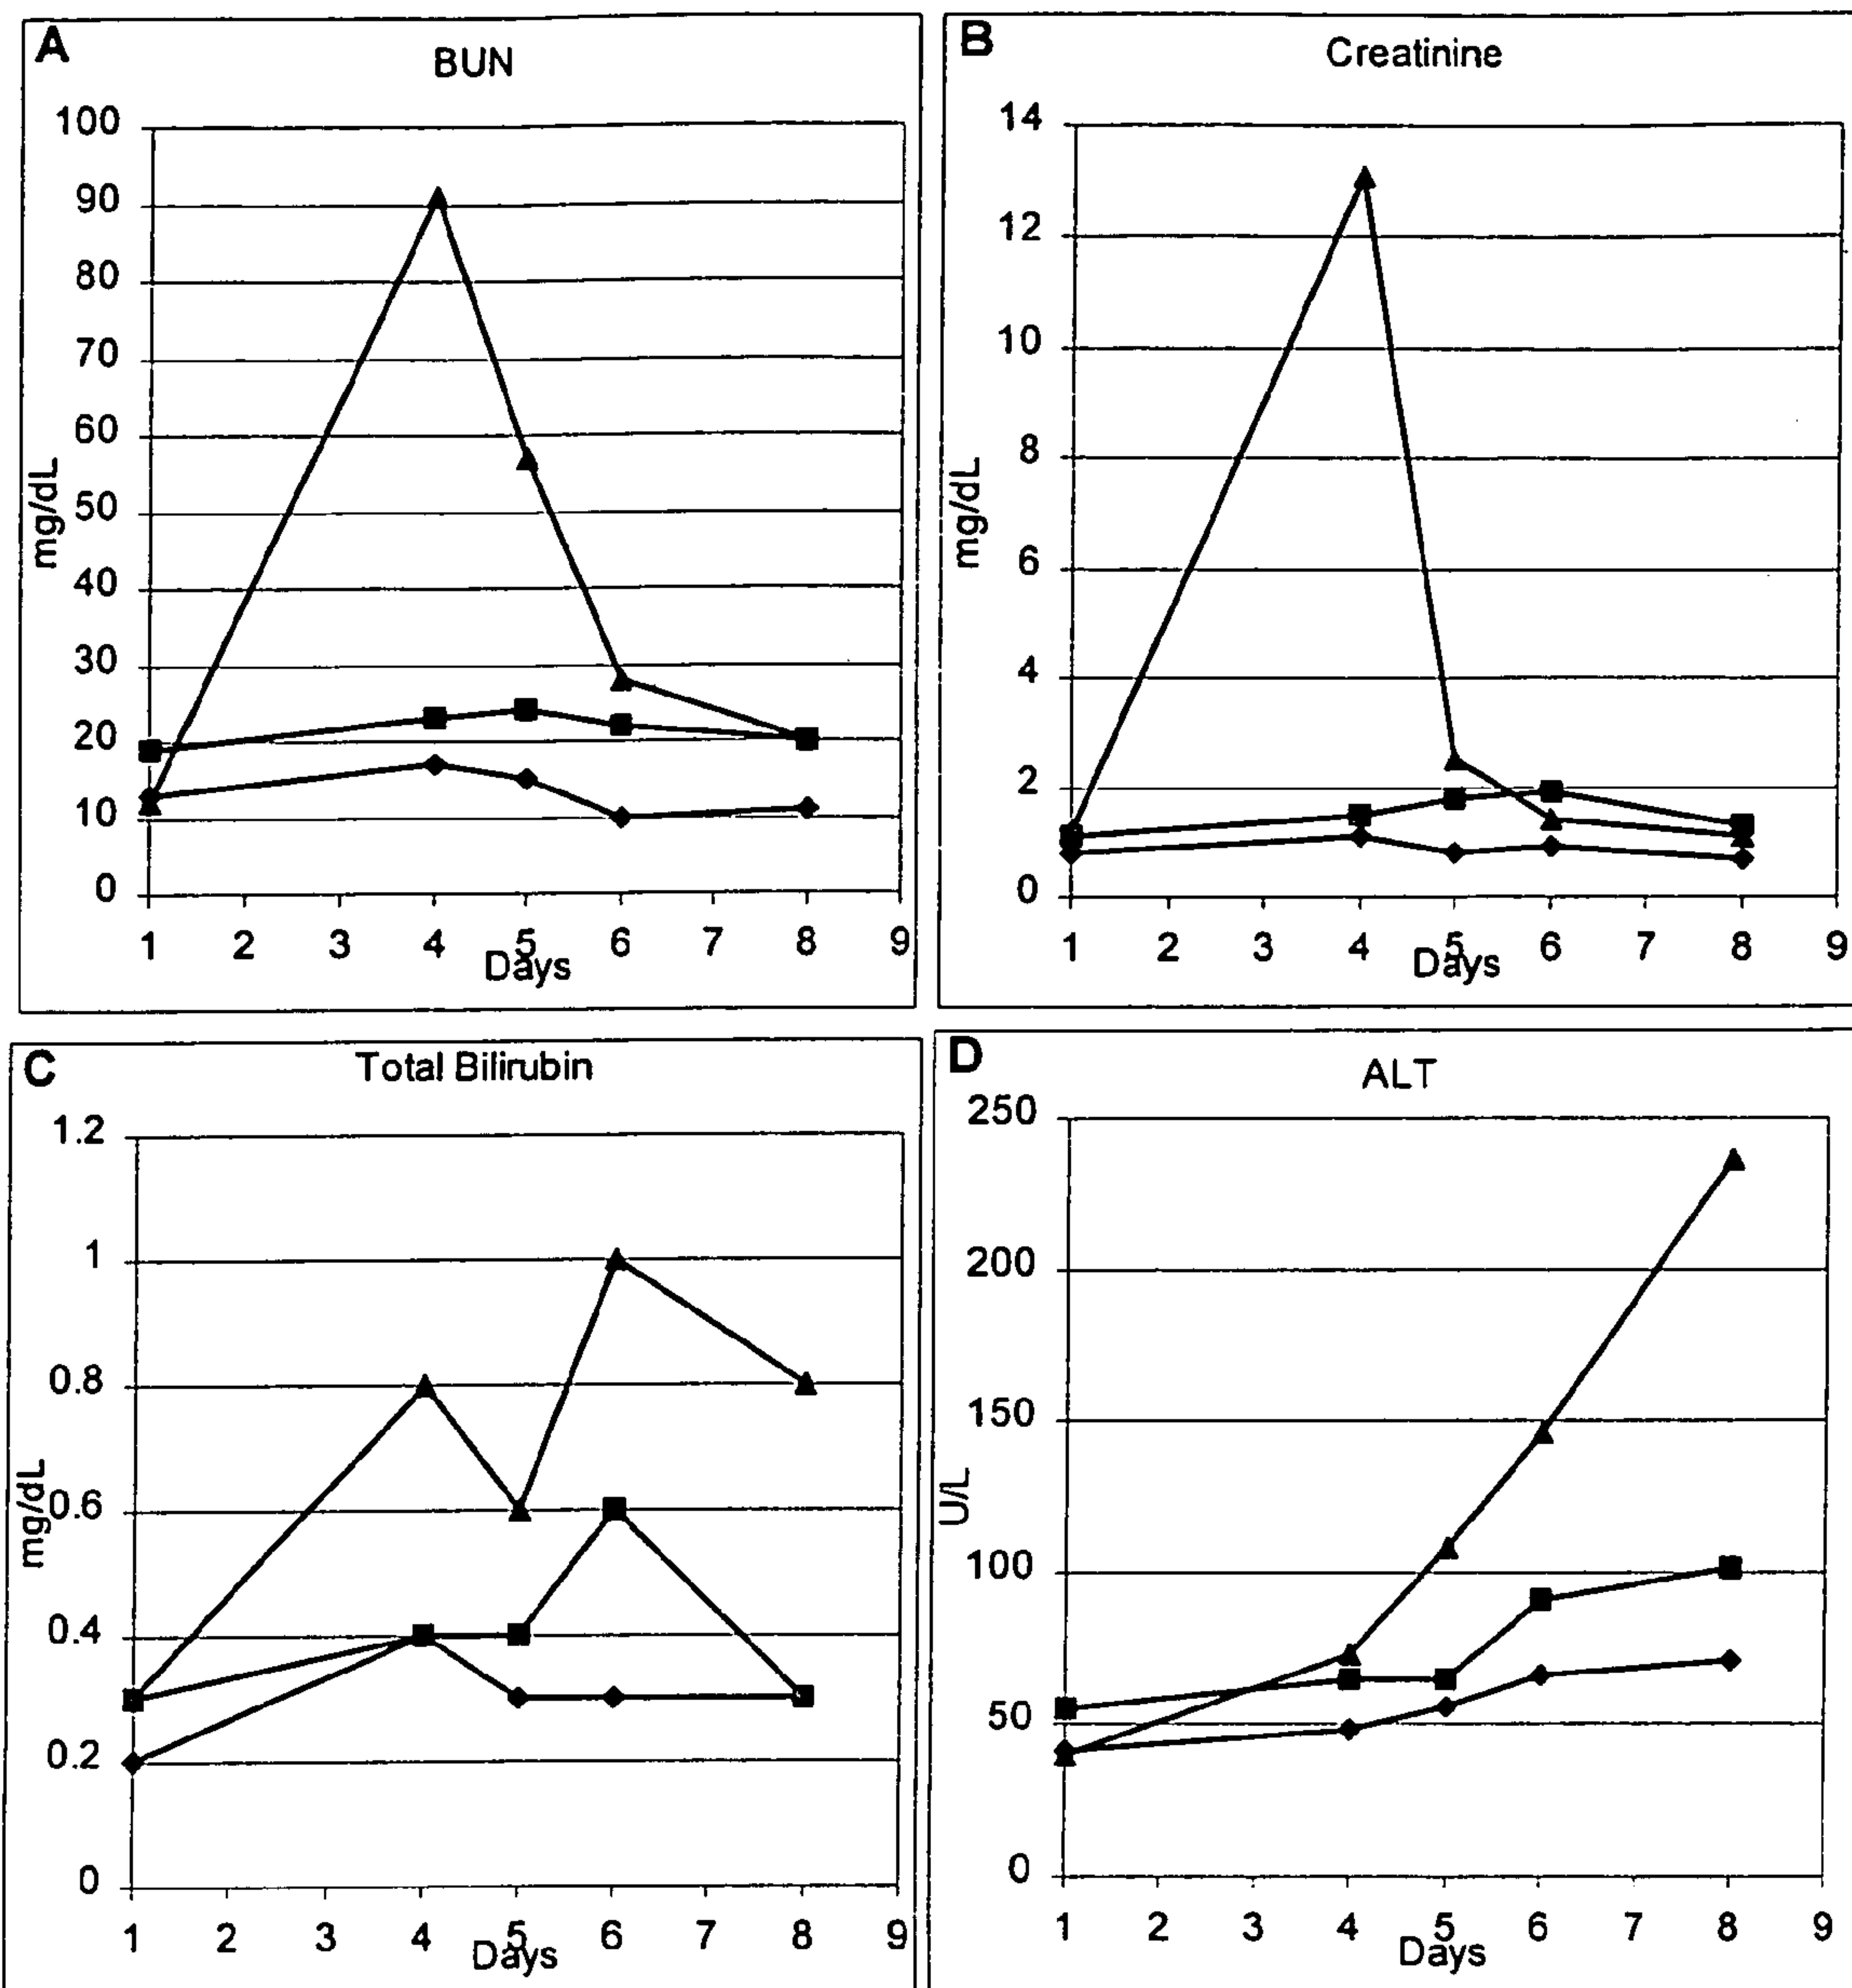 A
BUN
100
90
80
70
60
50
40
30
20
10
0
mg/dL
1 2 3 4 5 6 7 8 9
Days
B
Creatinine
14
12
10
8
6
4
2
0
mg/dL
1 2 3 4 5 6 7 8 9
Days
C
Total Bilirubin
1.2
1
0.8
0.6
0.4
0.2
0
mg/dL
1 2 3 4 5 6 7 8 9
Days
D
ALT
250
200
150
100
50
0
U/L
1 2 3 4 5 6 7 8 9
Days